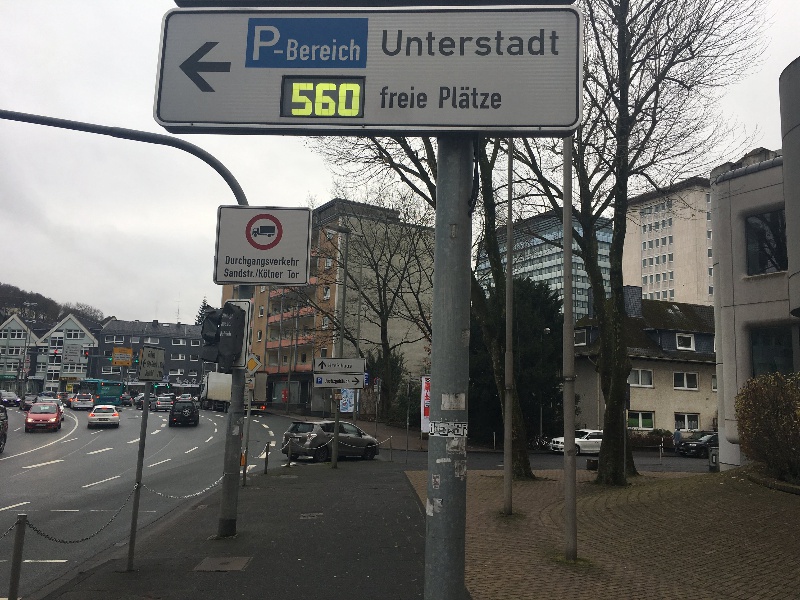 P-Bereich Unterstadt
560 freie Plätze
Durchgangsverkehr
Sandstr./Kölner Tor